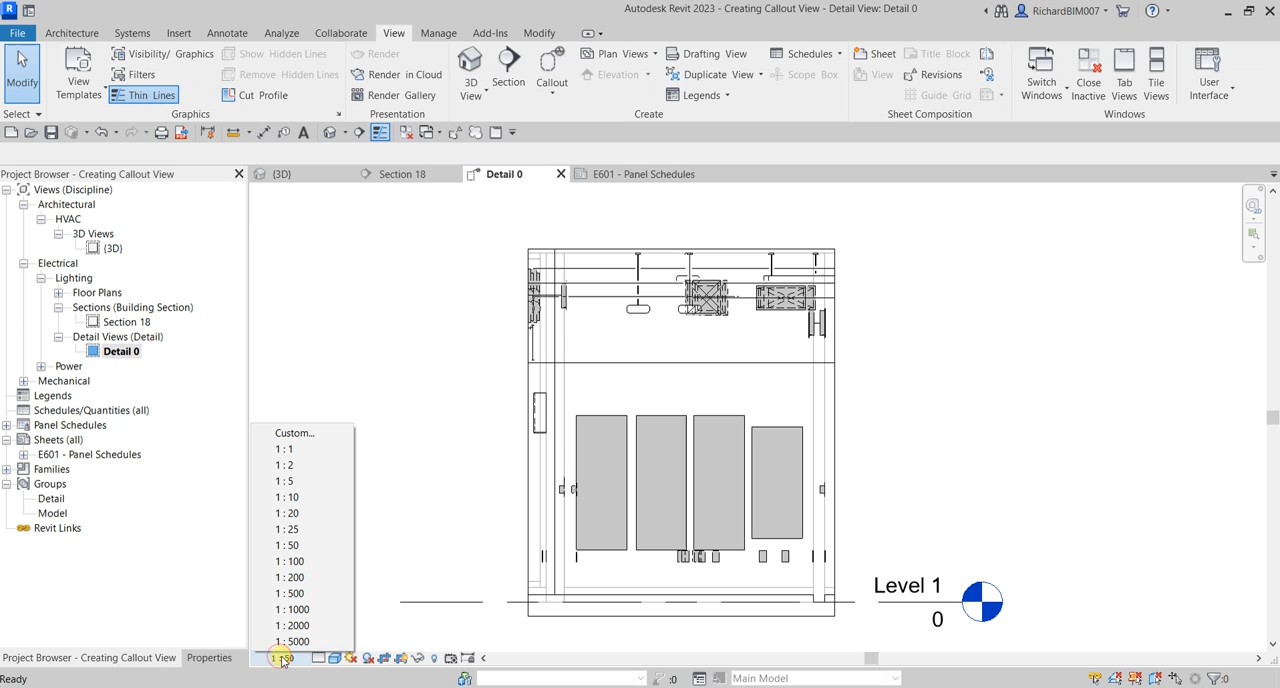 Autodesk Revit 2023 - Creating Callout View - Detail View: Detail 0
RichardBIM007
File Architecture Systems Insert Annotate Analyze Collaborate View Manage Add-Ins Modify
Modify
Select
View Templates
Visibility/ Graphics
Filters
Thin Lines
Show Hidden Lines
Remove Hidden Lines
Cut Profile
Graphics
Render
Render in Cloud
Render Gallery
Presentation
3D View
Section
Callout
Plan Views
Elevation
Drafting View
Duplicate View
Legends
Schedules
Scope Box
Create
Sheet
View
Title Block
Revisions
Guide Grid
Sheet Composition
Switch Windows
Close Inactive
Tab Views
Tile Views
Windows
User Interface
Project Browser - Creating Callout View
{3D}
Section 18
Detail 0
E601 - Panel Schedules
Views (Discipline)
Architectural
HVAC
3D Views
{3D}
Electrical
Lighting
Floor Plans
Sections (Building Section)
Section 18
Detail Views (Detail)
Detail 0
Power
Mechanical
Legends
Schedules/Quantities (all)
Panel Schedules
Sheets (all)
E601 - Panel Schedules
Families
Groups
Detail
Model
Revit Links
Custom...
1 : 1
1 : 2
1 : 5
1 : 10
1 : 20
1 : 25
1 : 50
1 : 100
1 : 200
1 : 500
1 : 1000
1 : 2000
1 : 5000
Level 1
0
Project Browser - Creating Callout View
Properties
1 : 50
Ready
:0
Main Model
:0